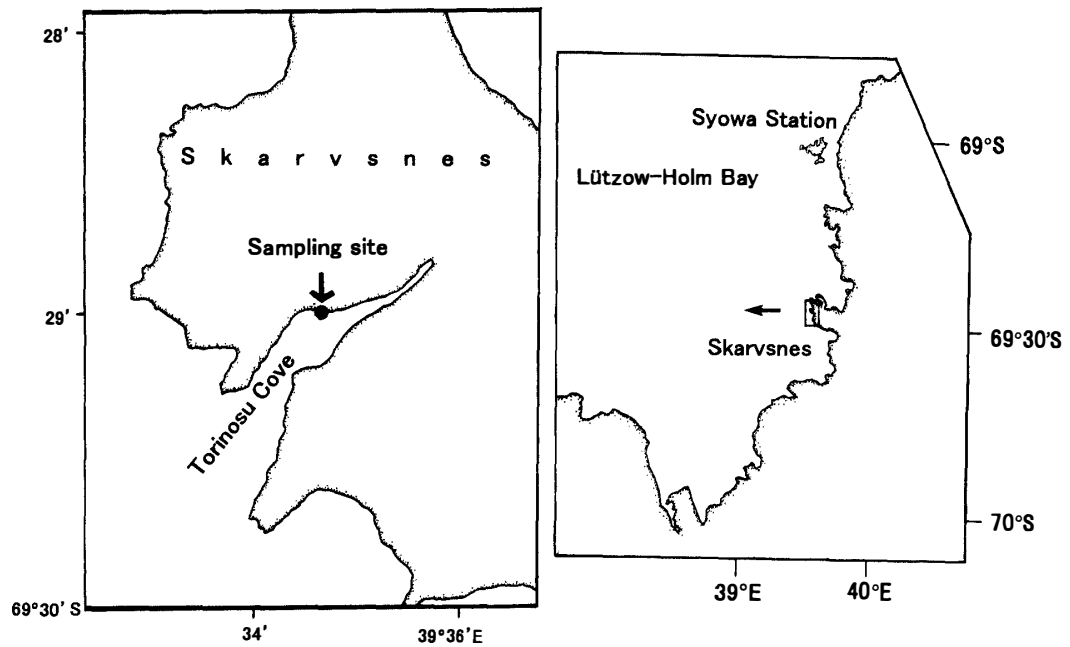 28'
S k a r v s n e s
Sampling site
29'
Torinosu Cove
69°30' S
34'
39°36'E
Syowa Station
69°S
Lützow-Holm Bay
69°30'S
Skarvsnes
70°S
39°E
40°E